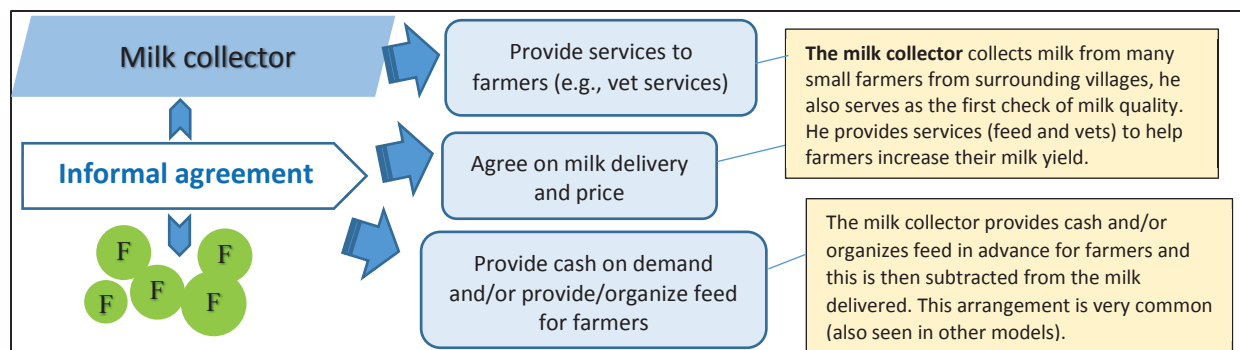 Milk collector
Informal agreement
F
F
F
F
F
Provide services to
farmers (e.g., vet services)
Agree on milk delivery
and price
Provide cash on demand
and/or provide/organize feed
for farmers
The milk collector collects milk from many
small farmers from surrounding villages, he
also serves as the first check of milk quality.
He provides services (feed and vets) to help
farmers increase their milk yield.
The milk collector provides cash and/or
organizes feed in advance for farmers and
this is then subtracted from the milk
delivered. This arrangement is very common
(also seen in other models).